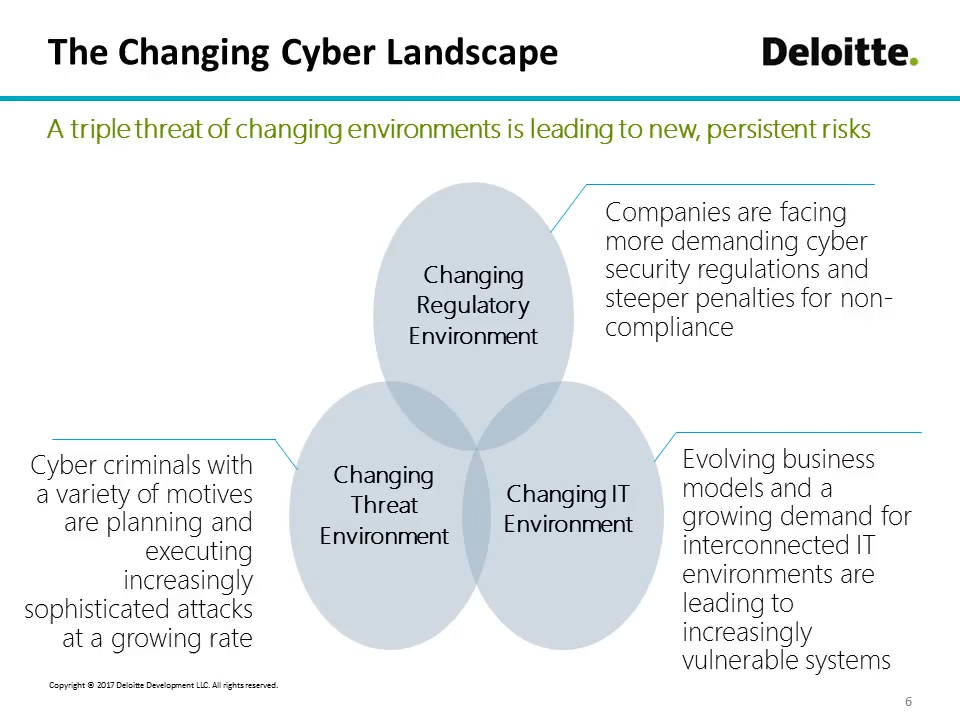 The Changing Cyber Landscape
Deloitte.
A triple threat of changing environments is leading to new, persistent risks
Companies are facing
more demanding cyber
security regulations and
steeper penalties for non-
compliance
Changing
Regulatory
Environment
Cyber criminals with
a variety of motives
are planning and
executing
increasingly
sophisticated attacks
at a growing rate
Changing
Threat
Environment
Changing IT
Environment
Evolving business
models and a
growing demand for
interconnected IT
environments are
leading to
increasingly
vulnerable systems
Copyright © 2017 Deloitte Development LLC. All rights reserved.
6